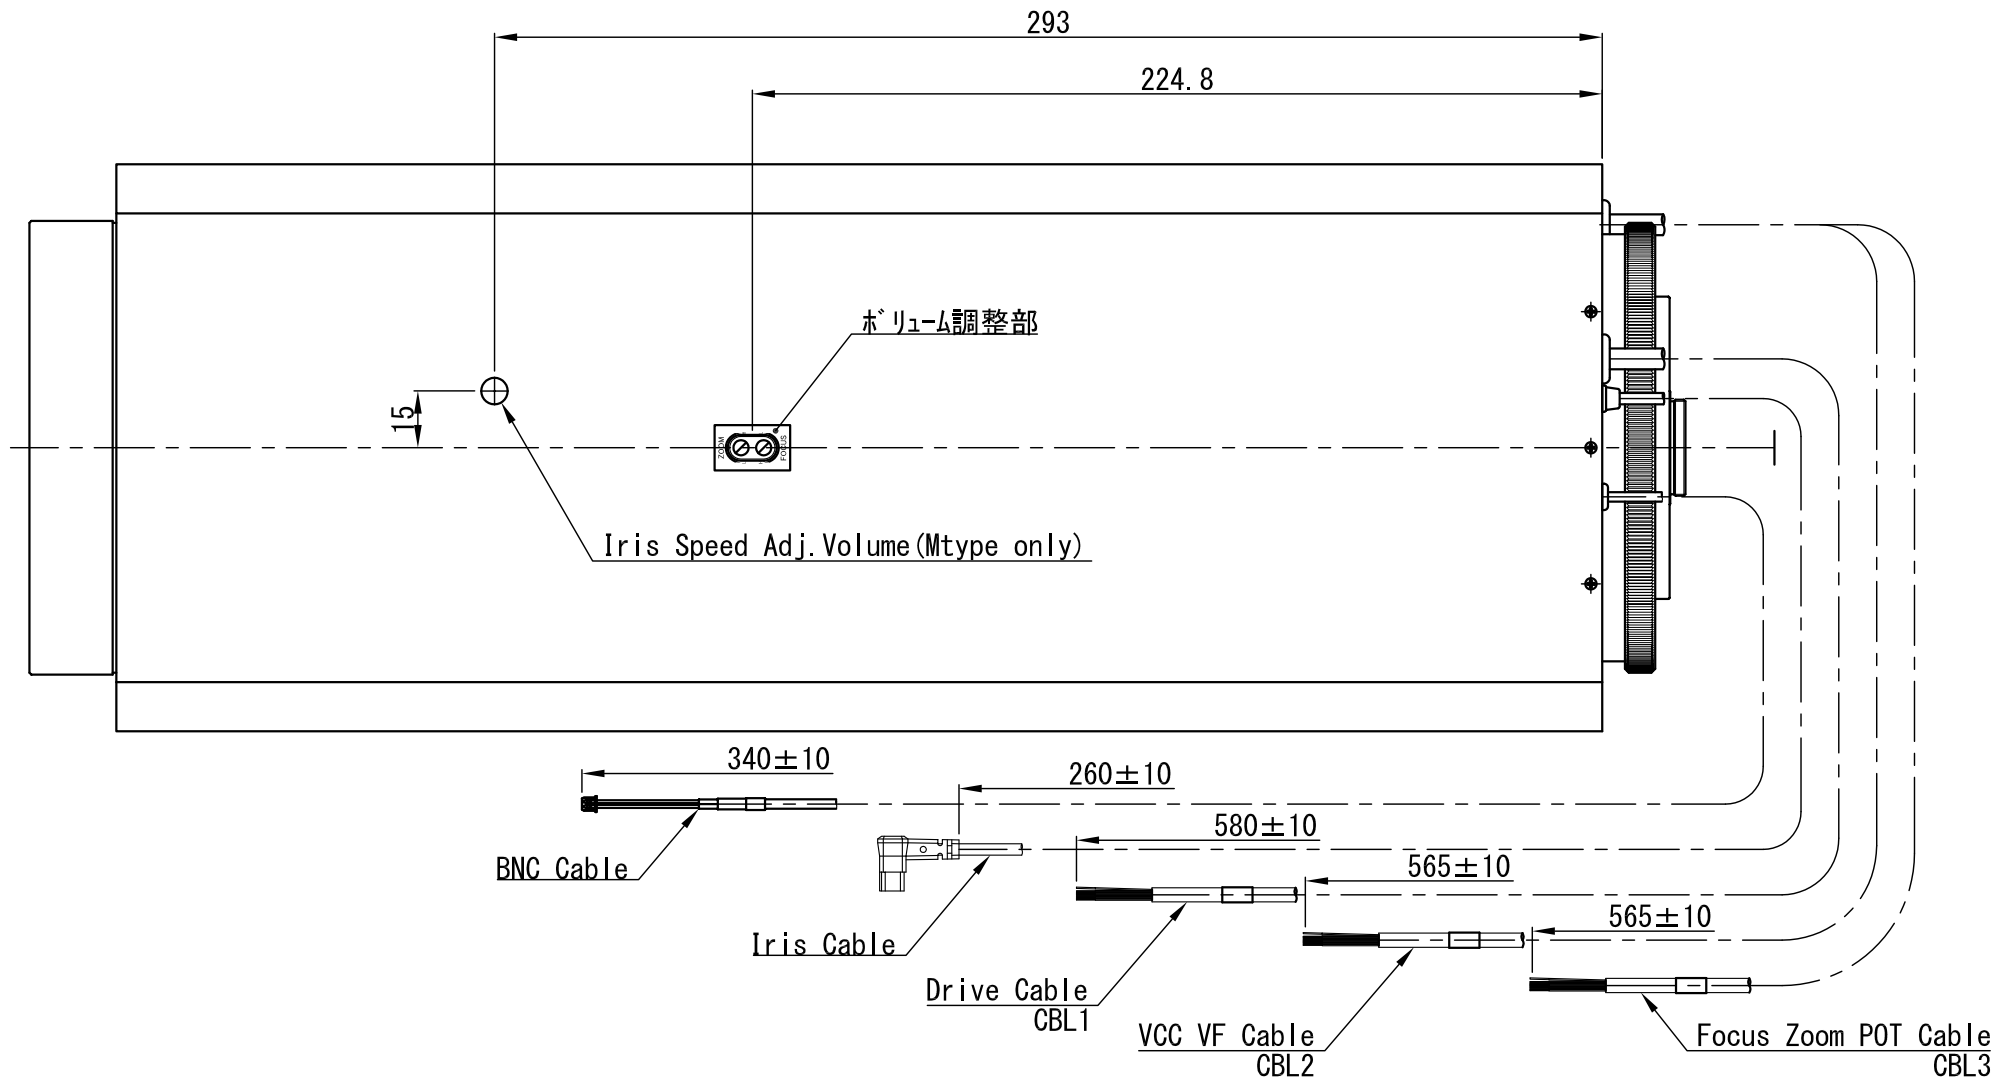 293
224.8
ボリューム調整部
15
ZOOM
FOCUS
Iris Speed Adj.Volume(Mtype only)
340±10
260±10
580±10
BNC Cable
565±10
565±10
Iris Cable
Drive Cable
CBL1
VCC VF Cable
CBL2
Focus Zoom POT Cable
CBL3